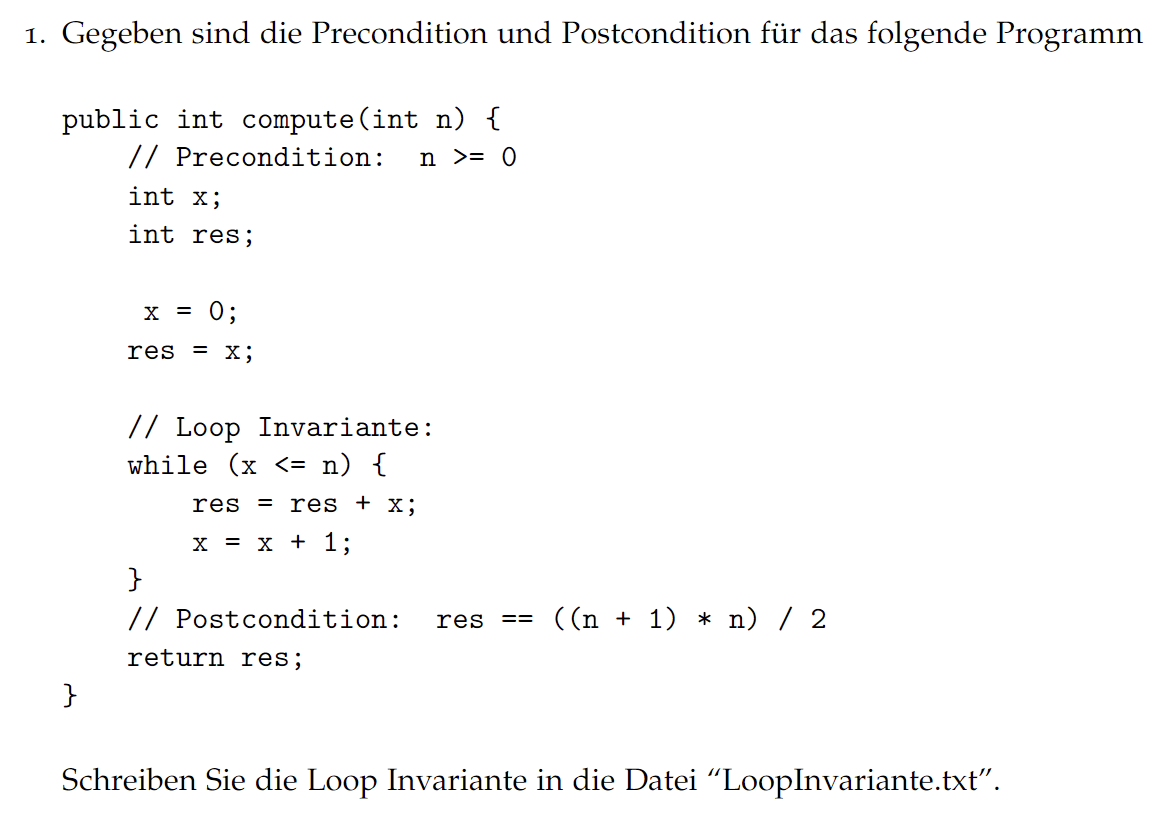 1. Gegeben sind die Precondition und Postcondition für das folgende Programm
public int compute(int n) {
// Precondition: n >= 0
int x;
int res;
x = 0;
res = x;
// Loop Invariante:
while (x <= n) {
res = res + x;
x = x + 1;
}
// Postcondition: res == ((n + 1) * n) / 2
return res;
}
Schreiben Sie die Loop Invariante in die Datei “LoopInvariante.txt”.